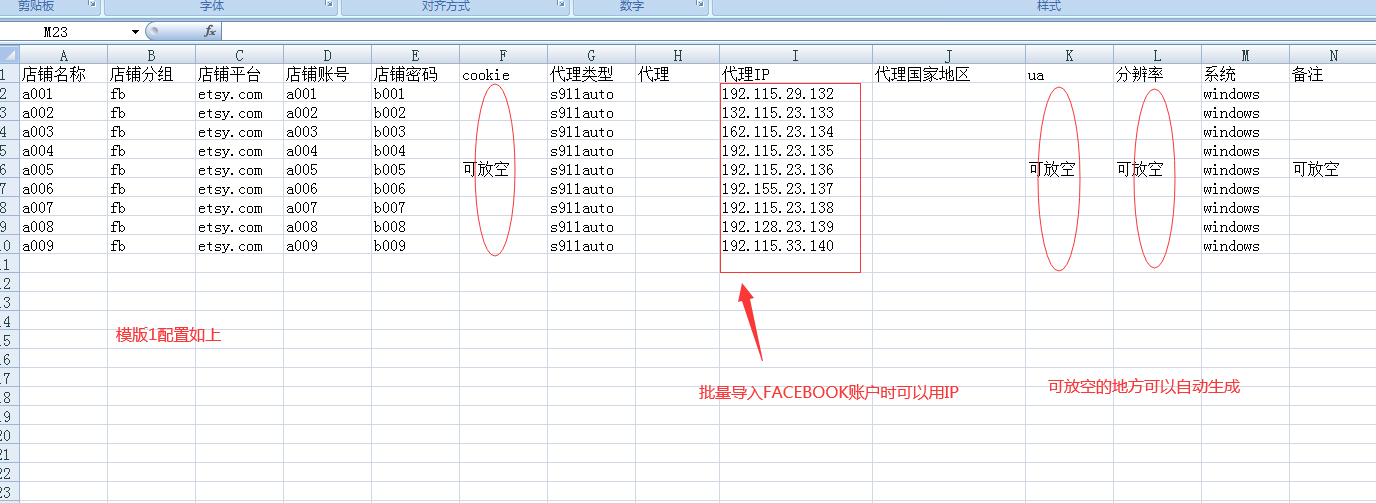 剪贴板 字体 对齐方式 数字 样式
M23 fx
A B C D E F G H I J K L M N
1 店铺名称 店铺分组 店铺平台 店铺账号 店铺密码 cookie 代理类型 代理 代理IP 代理国家地区 ua 分辨率 系统 备注
2 a001 fb etsy.com a001 b001 s911auto 192.115.29.132 windows
3 a002 fb etsy.com a002 b002 s911auto 132.115.23.133 windows
4 a003 fb etsy.com a003 b003 s911auto 162.115.23.134 windows
5 a004 fb etsy.com a004 b004 s911auto 192.115.23.135 windows
6 a005 fb etsy.com a005 b005 可放空 s911auto 192.115.23.136 可放空 可放空 windows 可放空
7 a006 fb etsy.com a006 b006 s911auto 192.155.23.137 windows
8 a007 fb etsy.com a007 b007 s911auto 192.115.23.138 windows
9 a008 fb etsy.com a008 b008 s911auto 192.128.23.139 windows
10 a009 fb etsy.com a009 b009 s911auto 192.115.33.140 windows
11
12
13
14
模版1配置如上
15
16
17
批量导入FACEBOOK账户时可以用IP 可放空的地方可以自动生成
18
19
20
21
22
23